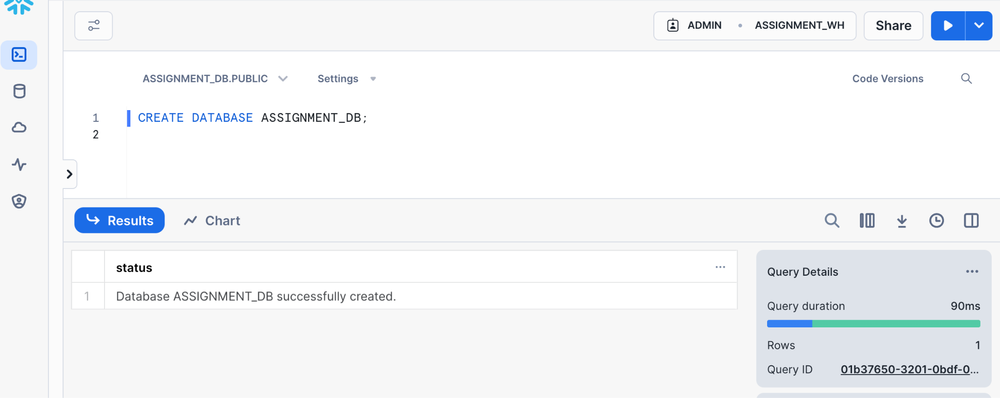 ADMIN • ASSIGNMENT_WH
Share
ASSIGNMENT_DB.PUBLIC
Settings
Code Versions
1 CREATE DATABASE ASSIGNMENT_DB;
2
Results
Chart
status ...
1 Database ASSIGNMENT_DB successfully created.
Query Details ...
Query duration 90ms
Rows 1
Query ID 01b37650-3201-0bdf-0...